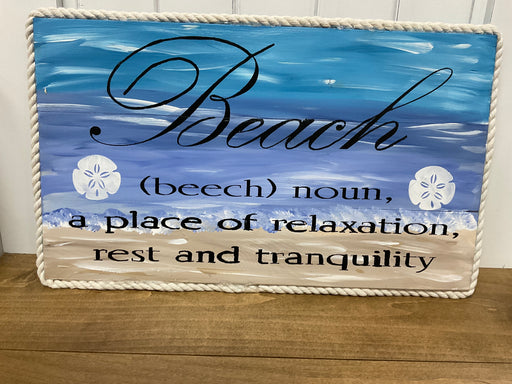 Beach
(beech) noun,
a place of relaxation,
rest and tranquility